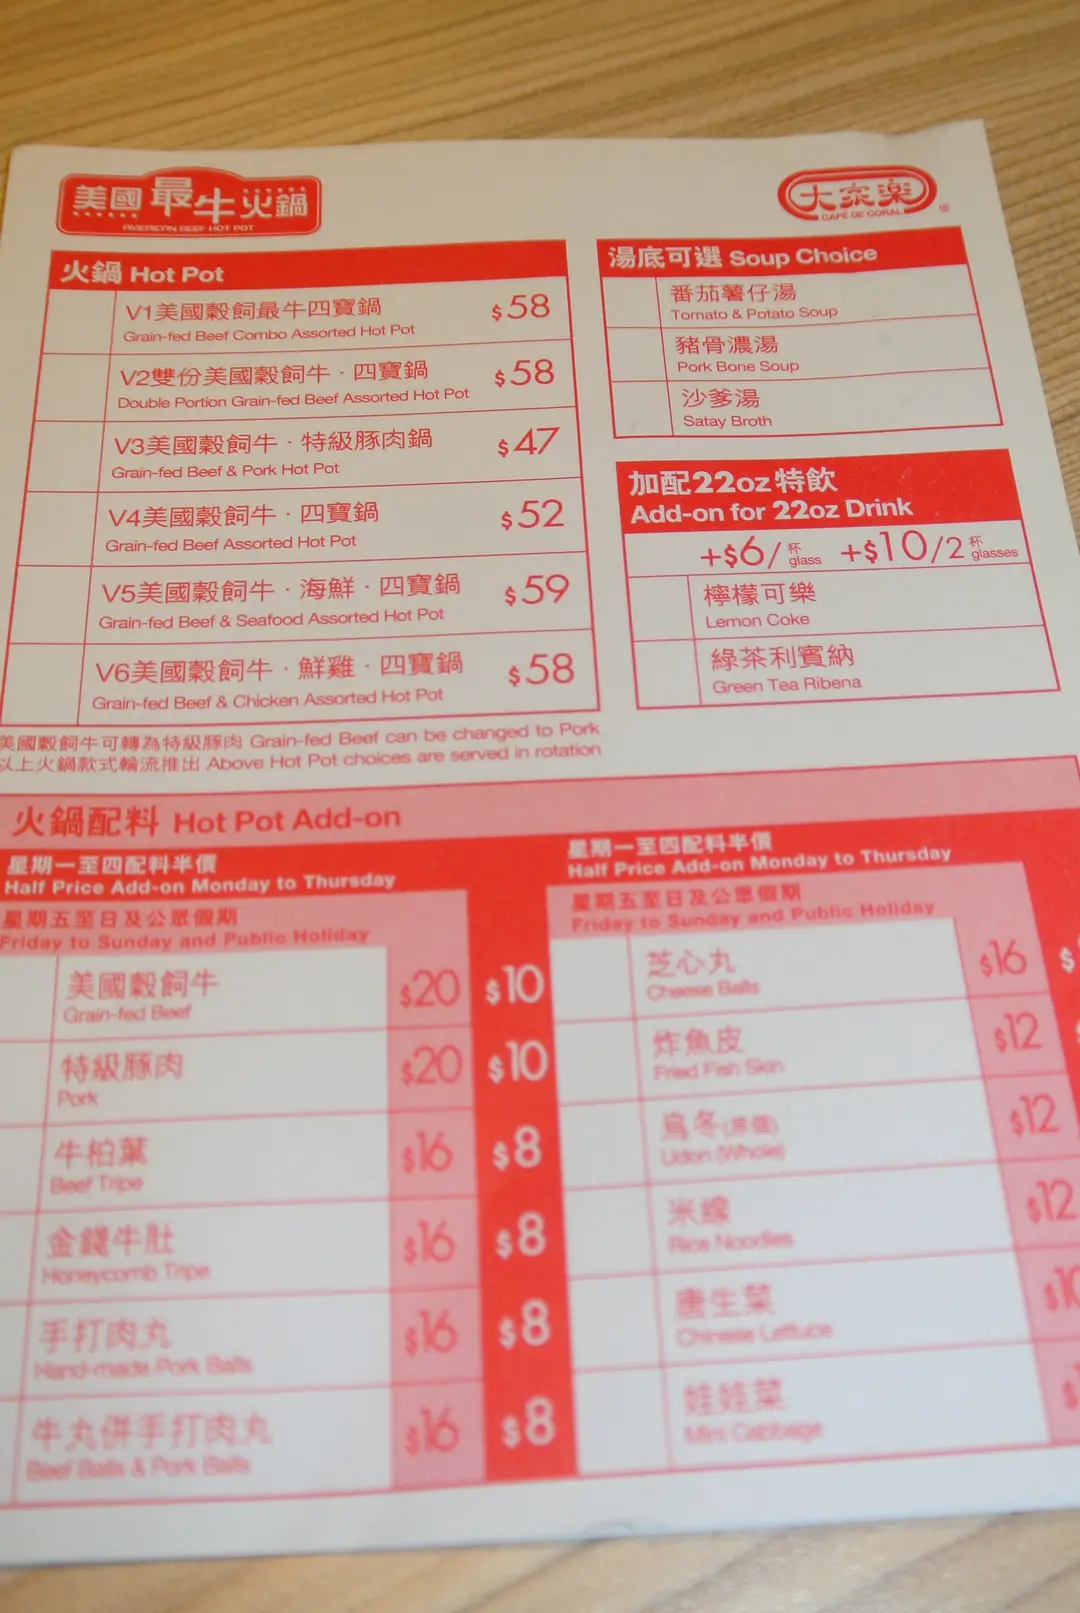 美國最牛火鍋
AMERICAN BEEF HOT POT
大家樂
CAFÉ DE CORAL
®
火鍋 Hot Pot
V1美國穀飼最牛四寶鍋 $58
Grain-fed Beef Combo Assorted Hot Pot
V2雙份美國穀飼牛 · 四寶鍋 $58
Double Portion Grain-fed Beef Assorted Hot Pot
V3美國穀飼牛 · 特級豚肉鍋 $47
Grain-fed Beef & Pork Hot Pot
V4美國穀飼牛 · 四寶鍋 $52
Grain-fed Beef Assorted Hot Pot
V5美國穀飼牛 · 海鮮 · 四寶鍋 $59
Grain-fed Beef & Seafood Assorted Hot Pot
V6美國穀飼牛 · 鮮雞 · 四寶鍋 $58
Grain-fed Beef & Chicken Assorted Hot Pot
美國穀飼牛可轉為特級豚肉 Grain-fed Beef can be changed to Pork
以上火鍋款式輪流推出 Above Hot Pot choices are served in rotation
湯底可選 Soup Choice
番茄薯仔湯
Tomato & Potato Soup
豬骨濃湯
Pork Bone Soup
沙爹湯
Satay Broth
加配22oz特飲
Add-on for 22oz Drink
+$6/杯 glass +$10/2杯 glasses
檸檬可樂
Lemon Coke
綠茶利賓納
Green Tea Ribena
火鍋配料 Hot Pot Add-on
星期一至四配料半價
Half Price Add-on Monday to Thursday
星期五至日及公眾假期
Friday to Sunday and Public Holiday
美國穀飼牛 $20 $10
Grain-fed Beef
特級豚肉 $20 $10
Pork
牛柏葉 $16 $8
Beef Tripe
金錢牛肚 $16 $8
Honeycomb Tripe
手打肉丸 $16 $8
Hand-made Pork Balls
牛丸併手打肉丸 $16 $8
Beef Balls & Pork Balls
星期一至四配料半價
Half Price Add-on Monday to Thursday
星期五至日及公眾假期
Friday to Sunday and Public Holiday
芝心丸 $16 $
Cheese Balls
炸魚皮 $12
Fried Fish Skin
烏冬(原個) $12
Udon (Whole)
米線 $12
Rice Noodles
唐生菜
Chinese Lettuce
娃娃菜
Mini Cabbage